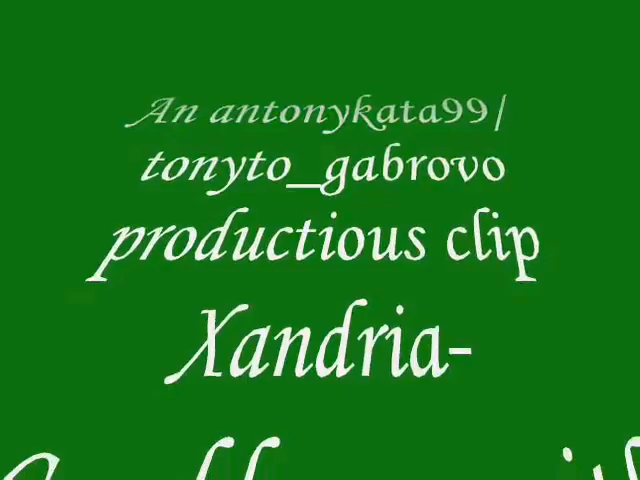 An antonykata99/
tonyto_gabrovo
productious clip
Xandria-